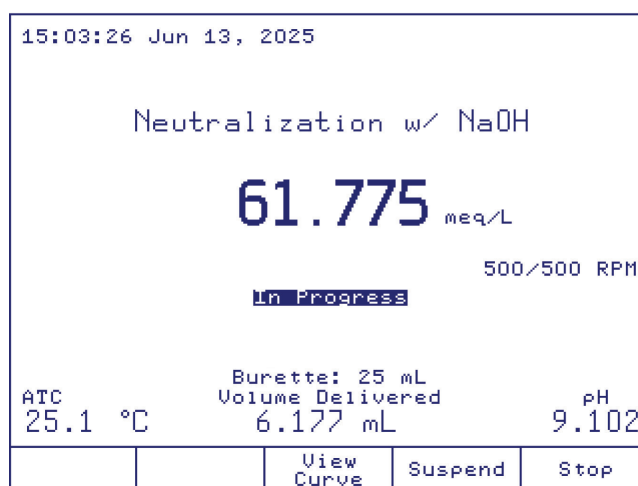 15:03:26 Jun 13, 2025
Neutralization w/ NaOH
61.775 meq/L
500/500 RPM
In Progress
Burette: 25 mL
ATC Volume Delivered pH
25.1 °C 6.177 mL 9.102
View Curve Suspend Stop